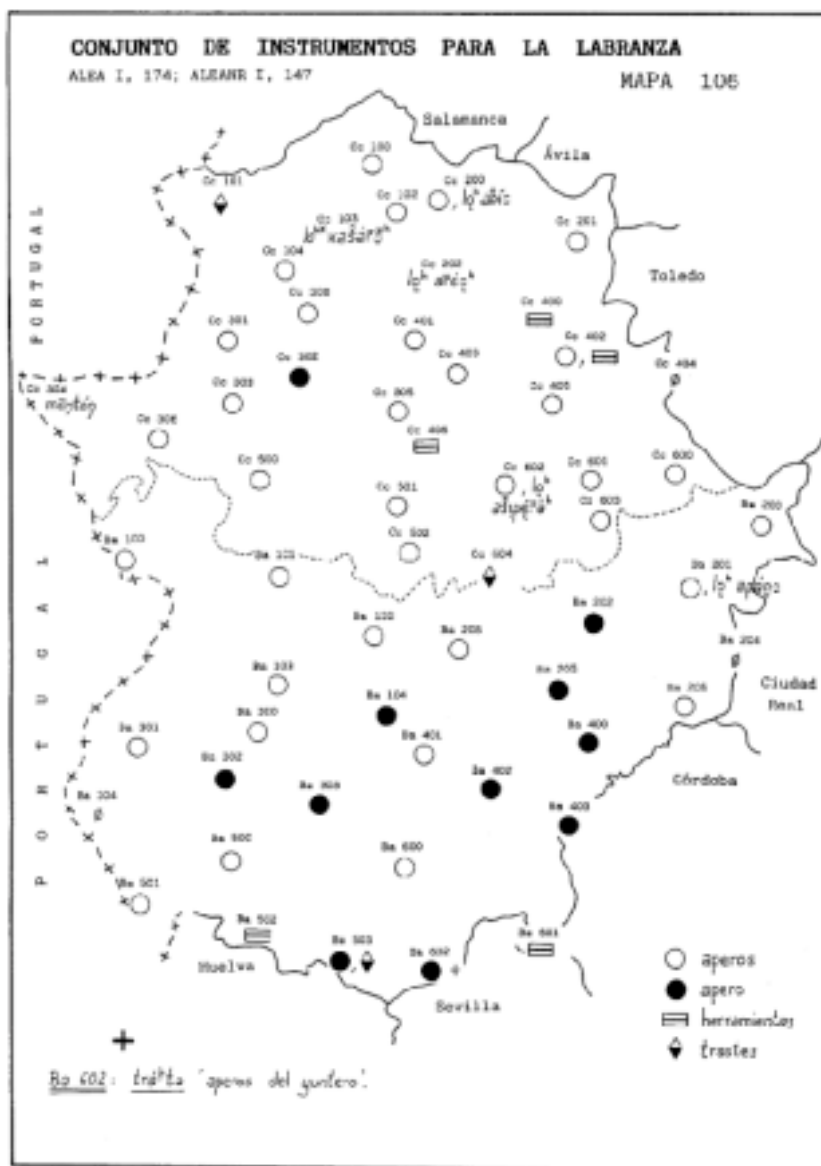 CONJUNTO DE INSTRUMENTOS PARA LA LABRANZA
ALEA I, 174; ALEANR I, 147
MAPA 106
Salamanca
Ávila
Cc 100
Cc 101
Cc 200
Cc 102
Cc 103
Cc 201
PORTUGAL
Cc 104
Cc 202
Toledo
Cc 300
Cc 400
Cc 301
Cc 401
Cc 402
Cc 302
Cc 403
Cc 404
Cc 303
Cc 405
Cc 305
Cc 306
Cc 406
Cc 500
Cc 602
Cc 601
Cc 600
Cc 501
Cc 603
Ba 200
Cc 502
Ba 100
Ba 101
Cc 604
Ba 201
Ba 202
Ba 102
Ba 203
Ba 204
Ba 103
Ba 205
Ciudad
Real
Ba 104
Ba 206
PORTUGAL
Ba 300
Ba 301
Ba 401
Ba 400
Ba 302
Ba 402
Córdoba
Ba 303
Ba 403
Ba 500
Ba 600
Ba 501
Ba 502
Ba 503
Ba 602
Ba 601
Huelva
Sevilla
aperos
apero
herramientas
trastes
+
Ba 602: tráʰta 'aperos del yuntero'.